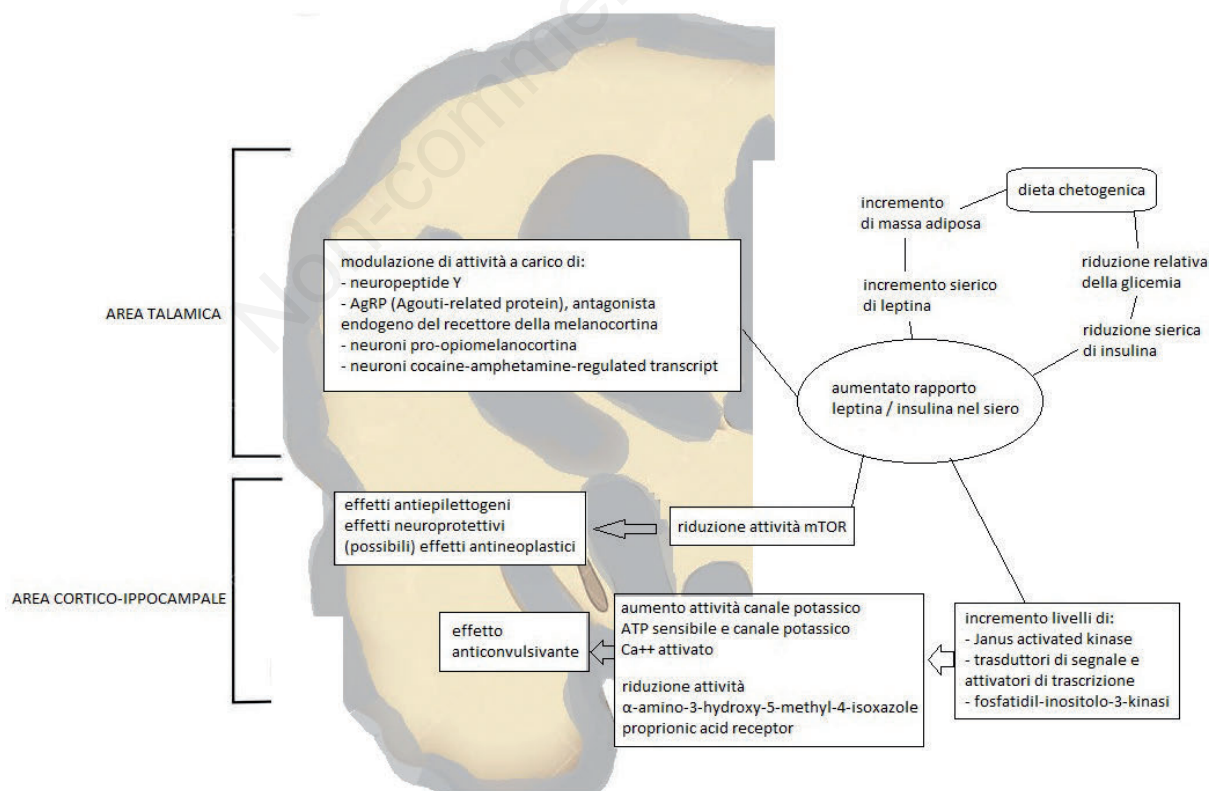 Non-comme
dieta chetogenica
incremento
di massa adiposa
riduzione relativa
della glicemia
incremento sierico
di leptina
riduzione sierica
di insulina
aumentato rapporto
leptina / insulina nel siero
AREA TALAMICA
modulazione di attività a carico di:
- neuropeptide Y
- AgRP (Agouti-related protein), antagonista
endogeno del recettore della melanocortina
- neuroni pro-opiomelanocortina
- neuroni cocaine-amphetamine-regulated transcript
AREA CORTICO-IPPOCAMPALE
effetti antiepilettogeni
effetti neuroprotettivi
(possibili) effetti antineoplastici
riduzione attività mTOR
effetto
anticonvulsivante
aumento attività canale potassico
ATP sensibile e canale potassico
Ca++ attivato
riduzione attività
α-amino-3-hydroxy-5-methyl-4-isoxazole
proprionic acid receptor
incremento livelli di:
- Janus activated kinase
- trasduttori di segnale e
attivatori di trascrizione
- fosfatidil-inositolo-3-kinasi